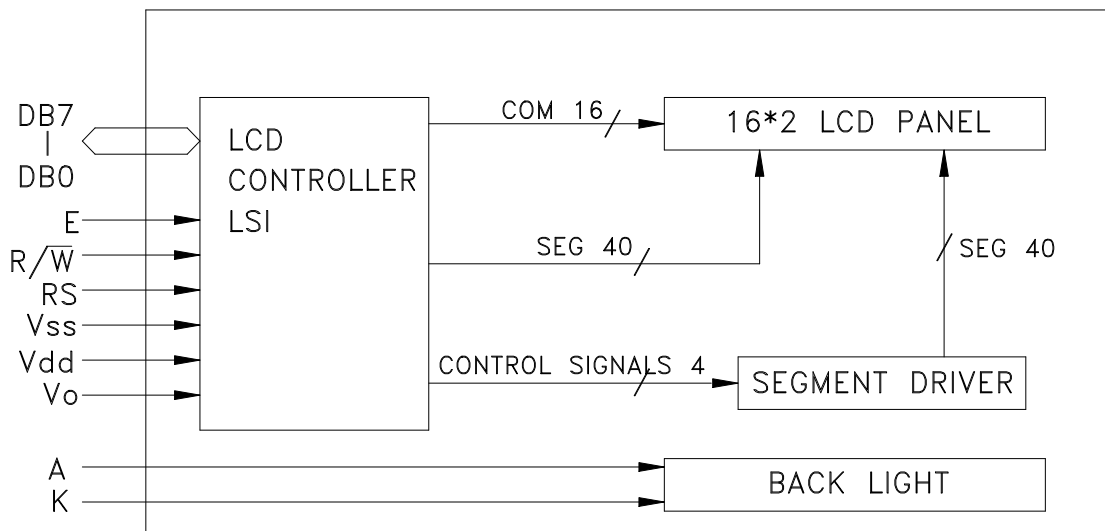 DB7
DB0
E
R/W̅
RS
Vss
Vdd
Vo
A
K
LCD
CONTROLLER
LSI
COM 16
SEG 40
CONTROL SIGNALS 4
16*2 LCD PANEL
SEG 40
SEGMENT DRIVER
BACK LIGHT